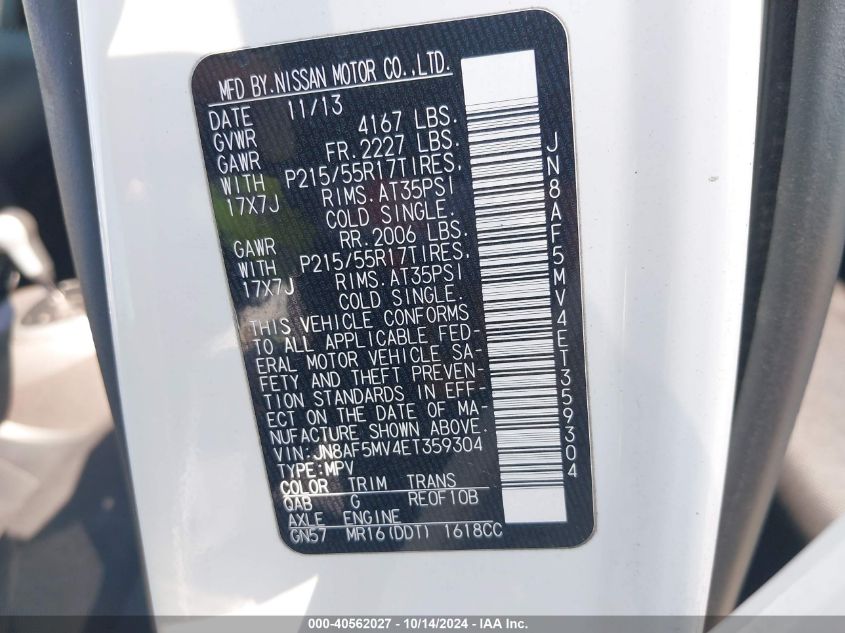 MFD BY.NISSAN MOTOR CO.,LTD.
DATE 11/13
GVWR 4167 LBS.
GAWR FR.2227 LBS.
WITH P215/55R17TIRES,
17X7J RIMS.AT35PSI
COLD SINGLE.
GAWR RR.2006 LBS.
WITH P215/55R17TIRES,
17X7J RIMS.AT35PSI
COLD SINGLE.
THIS VEHICLE CONFORMS
TO ALL APPLICABLE FED-
ERAL MOTOR VEHICLE SA-
FETY AND THEFT PREVEN-
TION STANDARDS IN EFF-
ECT ON THE DATE OF MA-
NUFACTURE SHOWN ABOVE.
VIN:JN8AF5MV4ET359304
TYPE:MPV
COLOR TRIM TRANS
QAB G RE0F10B
AXLE ENGINE
GN57 MR16(DDT) 1618CC
JN8AF5MV4ET359304
000-40562027 - 10/14/2024 - IAA Inc.